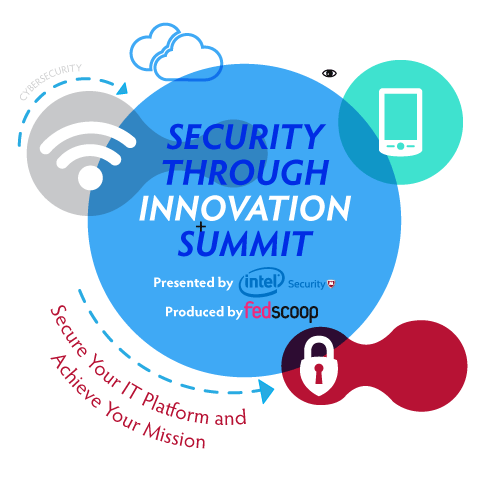 CYBERSECURITY
SECURITY
THROUGH
INNOVATION
+
SUMMIT
Presented by intel Security
Produced by fedscoop
Secure Your IT Platform and
Achieve Your Mission